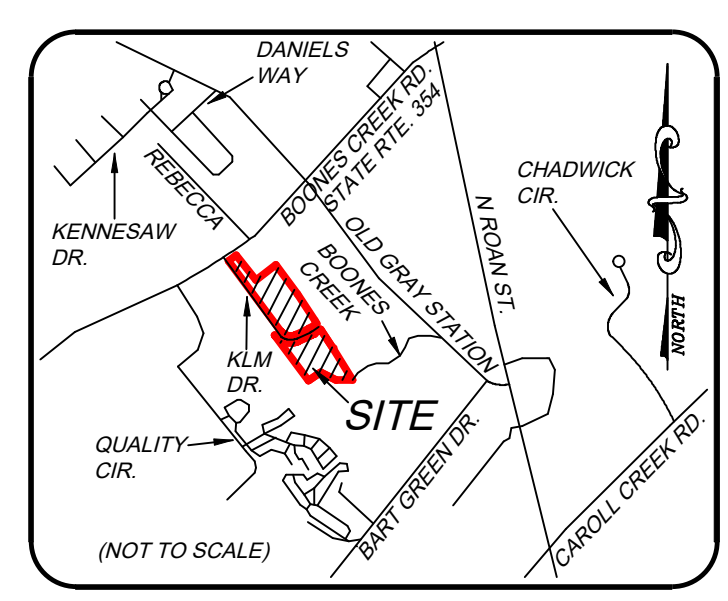 DANIELS
WAY
BOONES CREEK RD.
STATE RTE. 354
REBECCA
KENNESAW
DR.
CHADWICK
CIR.
N ROAN ST.
OLD GRAY STATION
BOONES
CREEK
NORTH
KLM
DR.
SITE
QUALITY
CIR.
BART GREEN DR.
CAROLL CREEK RD.
(NOT TO SCALE)